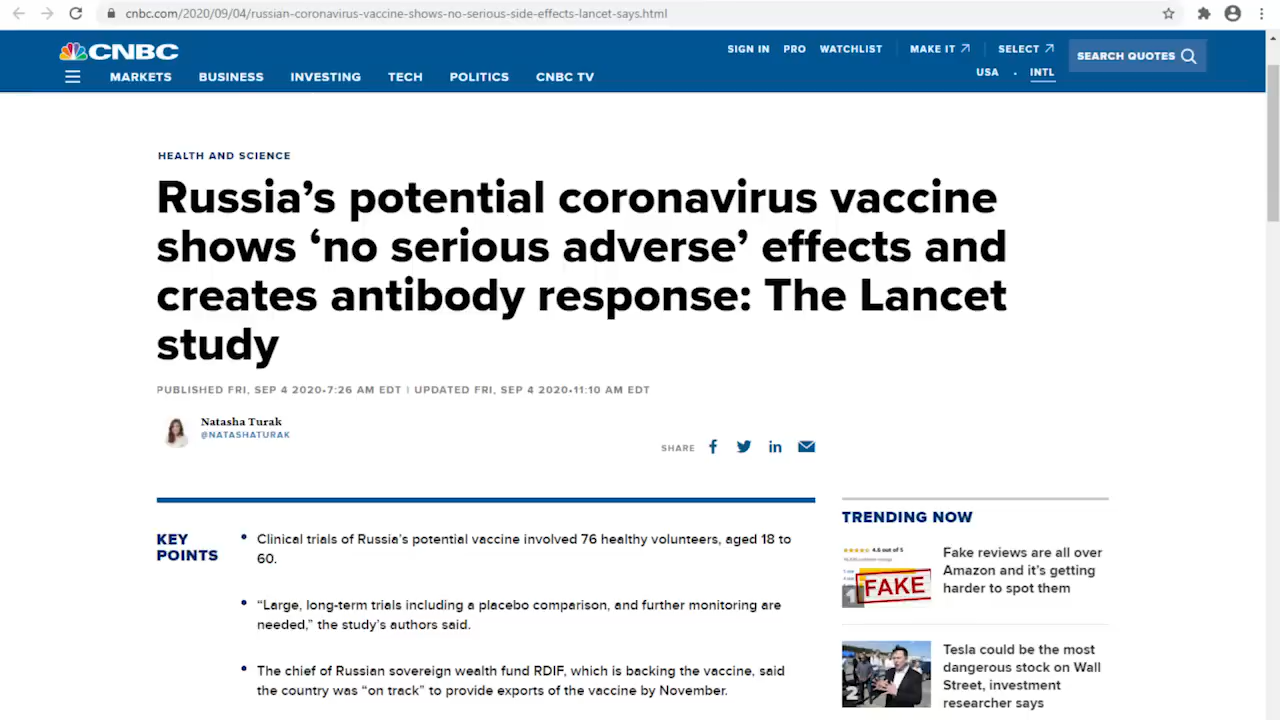 cnbc.com/2020/09/04/russian-coronavirus-vaccine-shows-no-serious-side-effects-lancet-says.html
CNBC
SIGN IN PRO WATCHLIST MAKE IT SELECT
USA · INTL
SEARCH QUOTES
MARKETS BUSINESS INVESTING TECH POLITICS CNBC TV
HEALTH AND SCIENCE
Russia’s potential coronavirus vaccine
shows ‘no serious adverse’ effects and
creates antibody response: The Lancet
study
PUBLISHED FRI, SEP 4 2020•7:26 AM EDT | UPDATED FRI, SEP 4 2020•11:10 AM EDT
Natasha Turak
@NATASHATURAK
SHARE
KEY
POINTS
• Clinical trials of Russia’s potential vaccine involved 76 healthy volunteers, aged 18 to
60.
• “Large, long-term trials including a placebo comparison, and further monitoring are
needed,” the study’s authors said.
• The chief of Russian sovereign wealth fund RDIF, which is backing the vaccine, said
the country was “on track” to provide exports of the vaccine by November.
TRENDING NOW
4.6 out of 5
FAKE
1
Fake reviews are all over
Amazon and it’s getting
harder to spot them
2
Tesla could be the most
dangerous stock on Wall
Street, investment
researcher says